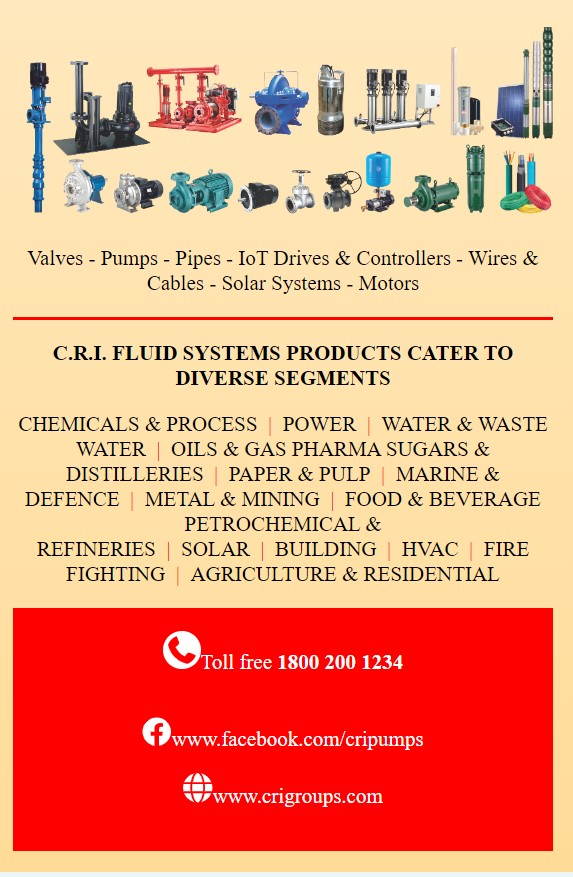 Valves - Pumps - Pipes - IoT Drives & Controllers - Wires &
Cables - Solar Systems - Motors
C.R.I. FLUID SYSTEMS PRODUCTS CATER TO
DIVERSE SEGMENTS
CHEMICALS & PROCESS | POWER | WATER & WASTE
WATER | OILS & GAS PHARMA SUGARS &
DISTILLERIES | PAPER & PULP | MARINE &
DEFENCE | METAL & MINING | FOOD & BEVERAGE
PETROCHEMICAL &
REFINERIES | SOLAR | BUILDING | HVAC | FIRE
FIGHTING | AGRICULTURE & RESIDENTIAL
Toll free 1800 200 1234
www.facebook.com/cripumps
www.crigroups.com